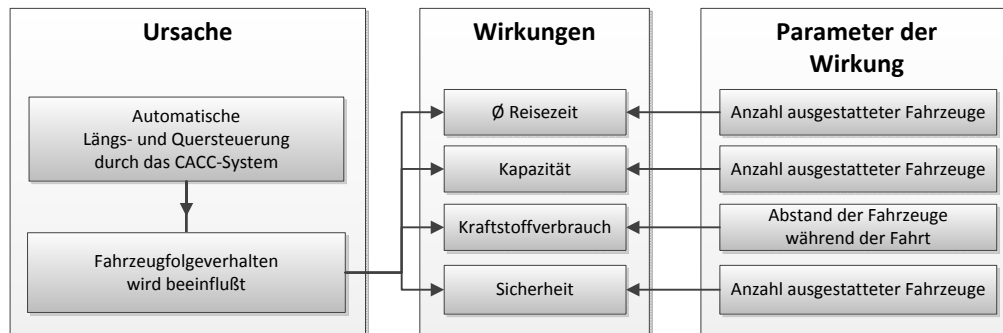 Ursache
Automatische
Längs- und Quersteuerung
durch das CACC-System
Fahrzeugfolgeverhalten
wird beeinflußt
Wirkungen
Ø Reisezeit
Kapazität
Kraftstoffverbrauch
Sicherheit
Parameter der
Wirkung
Anzahl ausgestatteter Fahrzeuge
Anzahl ausgestatteter Fahrzeuge
Abstand der Fahrzeuge
während der Fahrt
Anzahl ausgestatteter Fahrzeuge